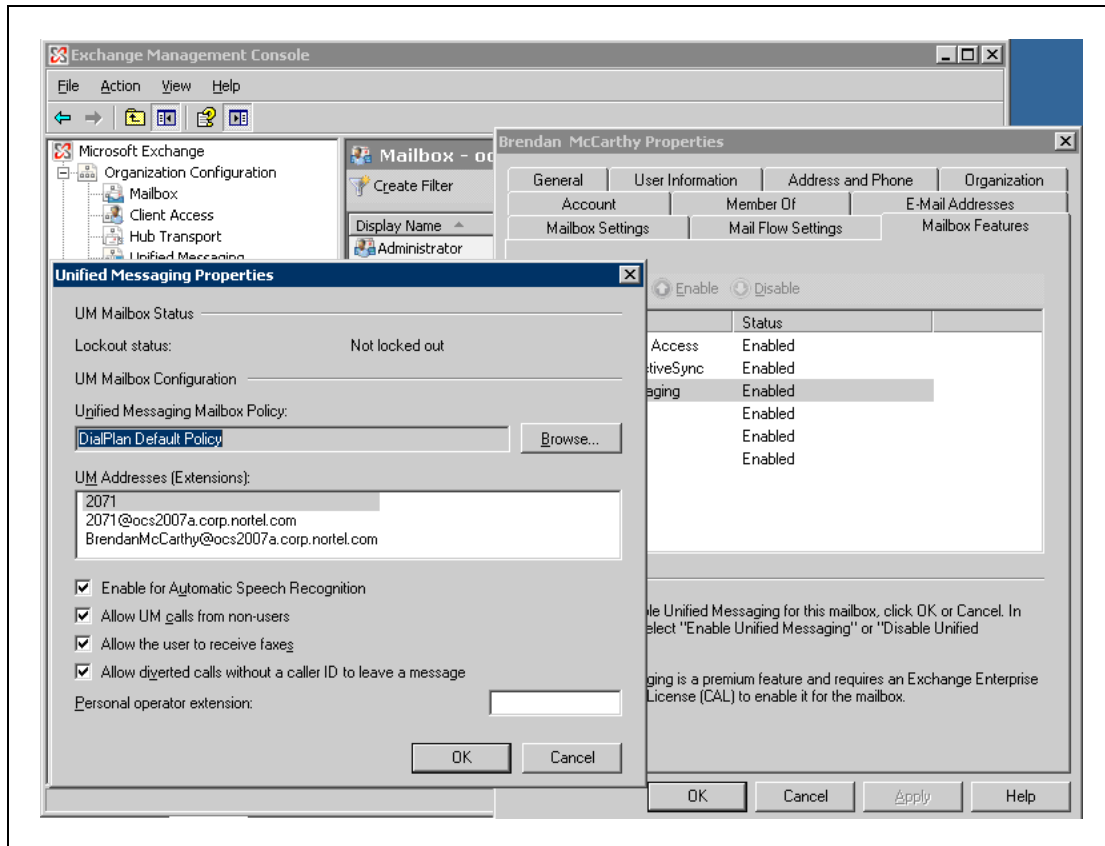 Exchange Management Console
File Action View Help
Microsoft Exchange
Organization Configuration
Mailbox
Client Access
Hub Transport
Unified Messaging
Mailbox - oc
Create Filter
Display Name
Administrator
Brendan McCarthy Properties
General User Information Address and Phone Organization
Account Member Of E-Mail Addresses
Mailbox Settings Mail Flow Settings Mailbox Features
Enable Disable
Status
Access Enabled
tiveSync Enabled
aging Enabled
Enabled
Enabled
Enabled
le Unified Messaging for this mailbox, click OK or Cancel. In
elect "Enable Unified Messaging" or "Disable Unified
ging is a premium feature and requires an Exchange Enterprise
License (CAL) to enable it for the mailbox.
OK Cancel Apply Help
Unified Messaging Properties
UM Mailbox Status
Lockout status: Not locked out
UM Mailbox Configuration
Unified Messaging Mailbox Policy:
DialPlan Default Policy Browse...
UM Addresses (Extensions):
2071
2071@ocs2007a.corp.nortel.com
BrendanMcCarthy@ocs2007a.corp.nortel.com
Enable for Automatic Speech Recognition
Allow UM calls from non-users
Allow the user to receive faxes
Allow diverted calls without a caller ID to leave a message
Personal operator extension:
OK Cancel